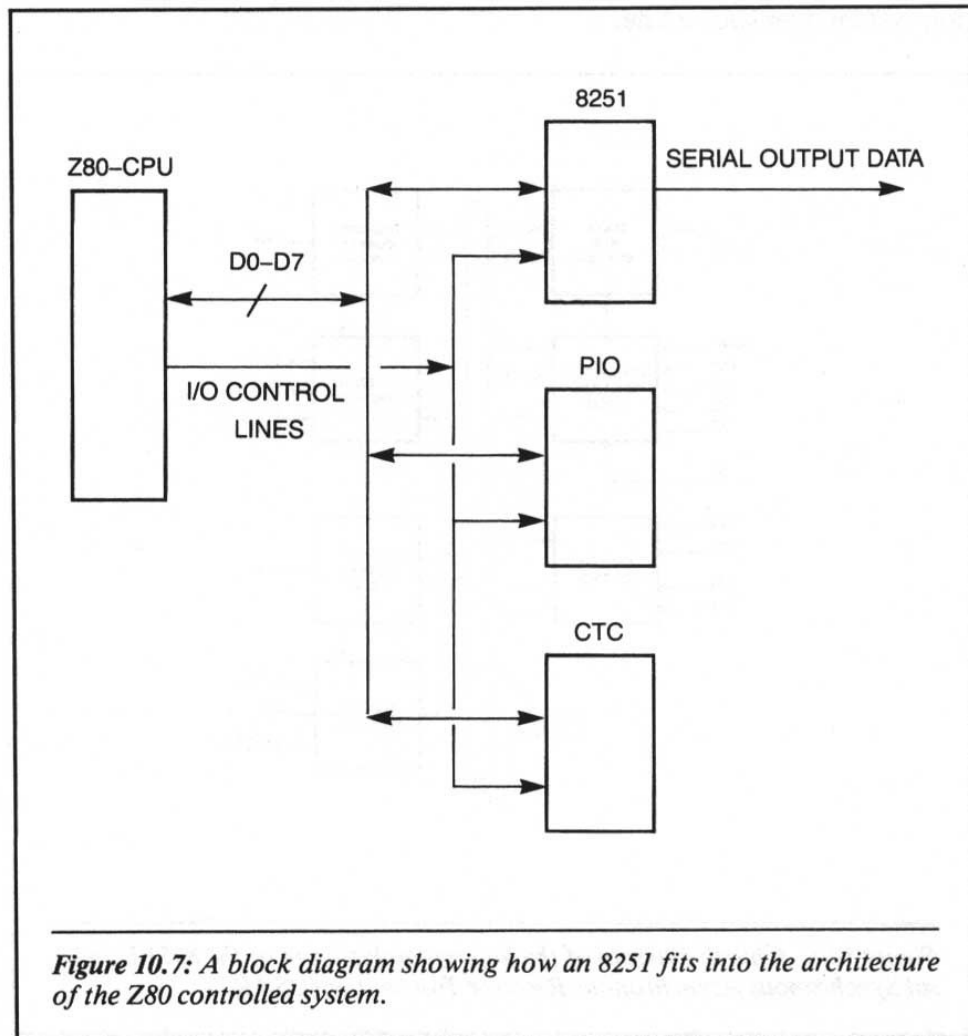 8251
SERIAL OUTPUT DATA
Z80–CPU
D0–D7
I/O CONTROL
LINES
PIO
CTC
Figure 10.7: A block diagram showing how an 8251 fits into the architecture
of the Z80 controlled system.